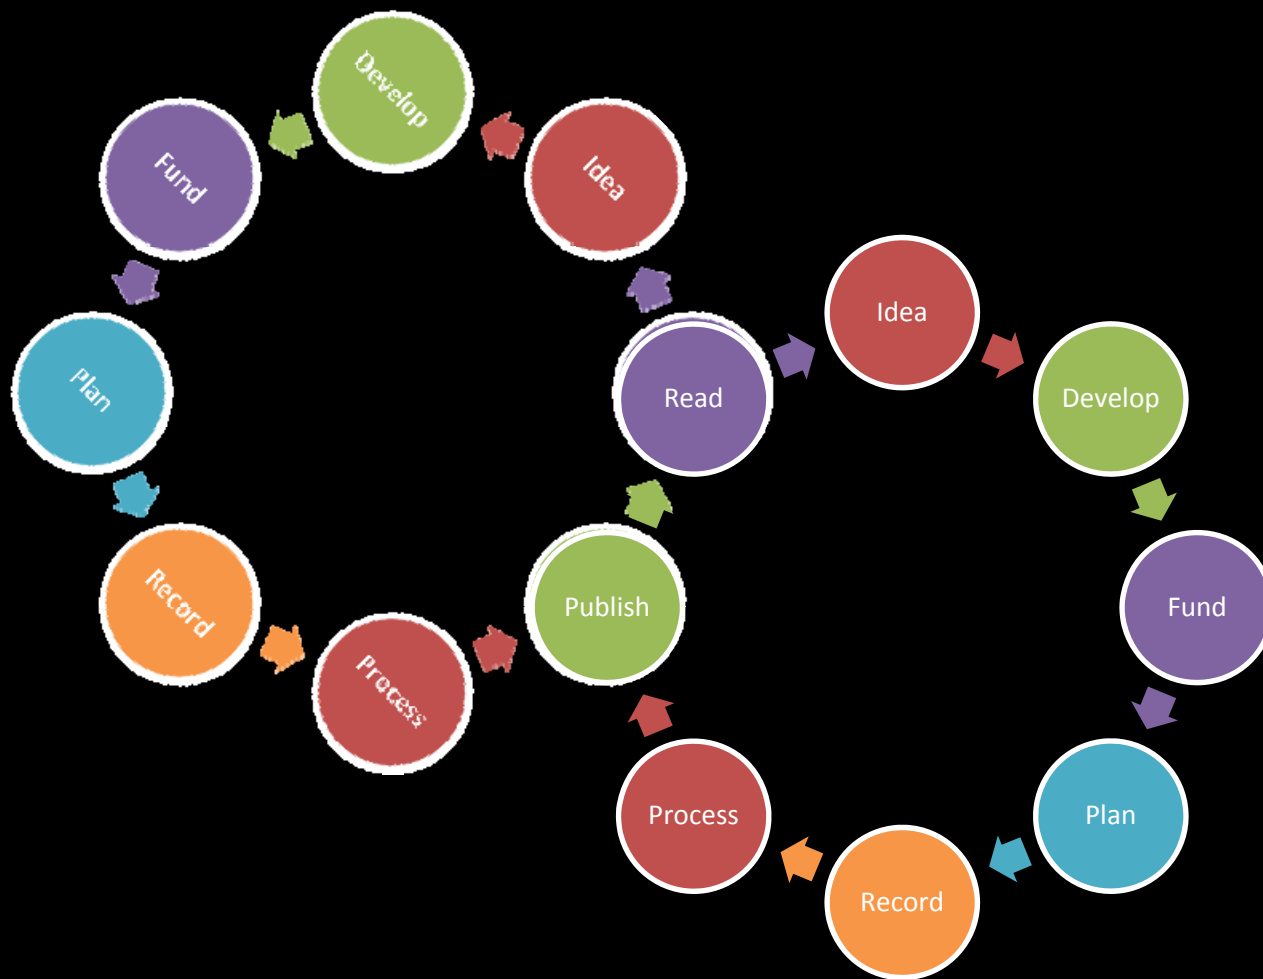 Develop
Fund
Idea
Plan
Record
Process
Publish
Read
Idea
Develop
Fund
Plan
Record
Process